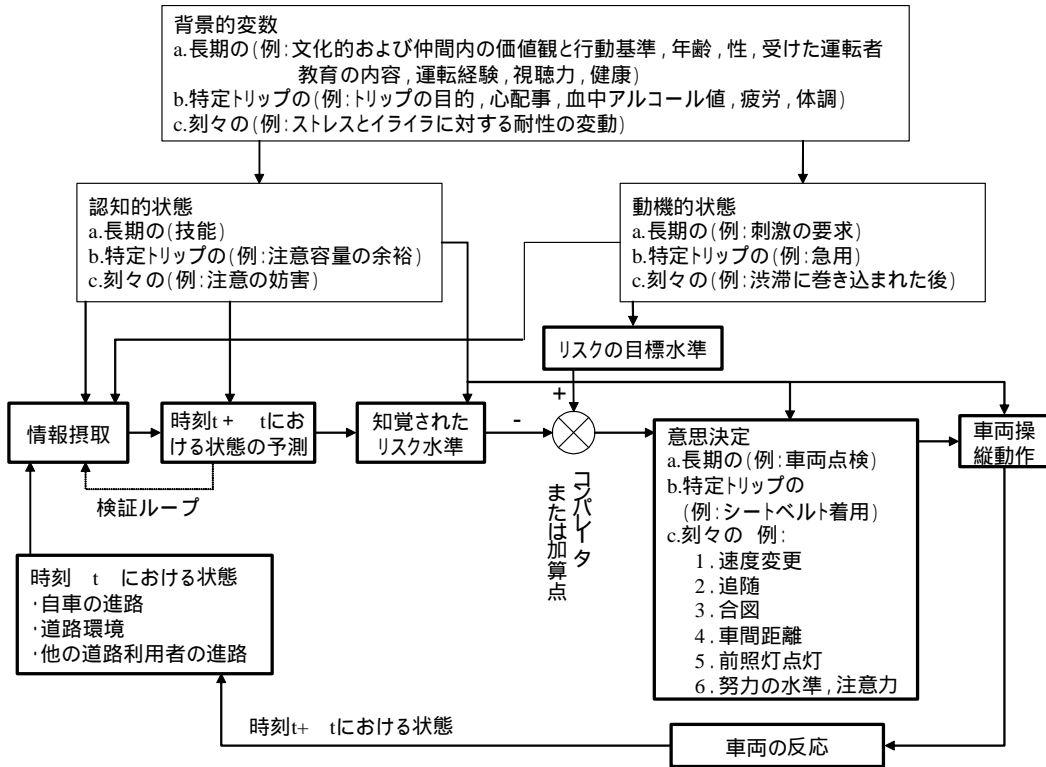 背景的変数
a.長期の(例:文化的および仲間内の価値観と行動基準,年齢,性,受けた運転者
教育の内容,運転経験,視聴力,健康)
b.特定トリップの(例:トリップの目的,心配事,血中アルコール値,疲労,体調)
c.刻々の(例:ストレスとイライラに対する耐性の変動)
認知的状態
a.長期の(技能)
b.特定トリップの(例:注意容量の余裕)
c.刻々の(例:注意の妨害)
動機的状態
a.長期の(例:刺激の要求)
b.特定トリップの(例:急用)
c.刻々の(例:渋滞に巻き込まれた後)
リスクの目標水準
情報摂取
時刻t + tにお
ける状態の予測
検証ループ
知覚された
リスク水準
-
+
コンパレータ
または加算点
意思決定
a.長期の(例:車両点検)
b.特定トリップの
(例:シートベルト着用)
c.刻々の 例:
1.速度変更
2.追随
3.合図
4.車間距離
5.前照灯点灯
6.努力の水準,注意力
車両操
縦動作
時刻 t における状態
·自車の進路
·道路環境
·他の道路利用者の進路
時刻t+ tにおける状態
車両の反応